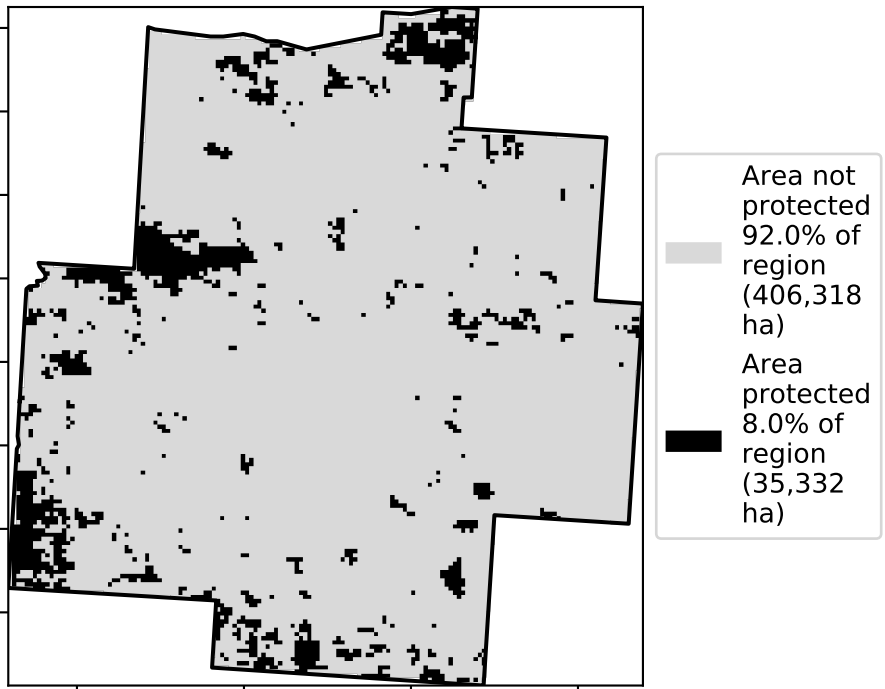 Area not
protected
92.0% of
region
(406,318
ha)
Area
protected
8.0% of
region
(35,332
ha)